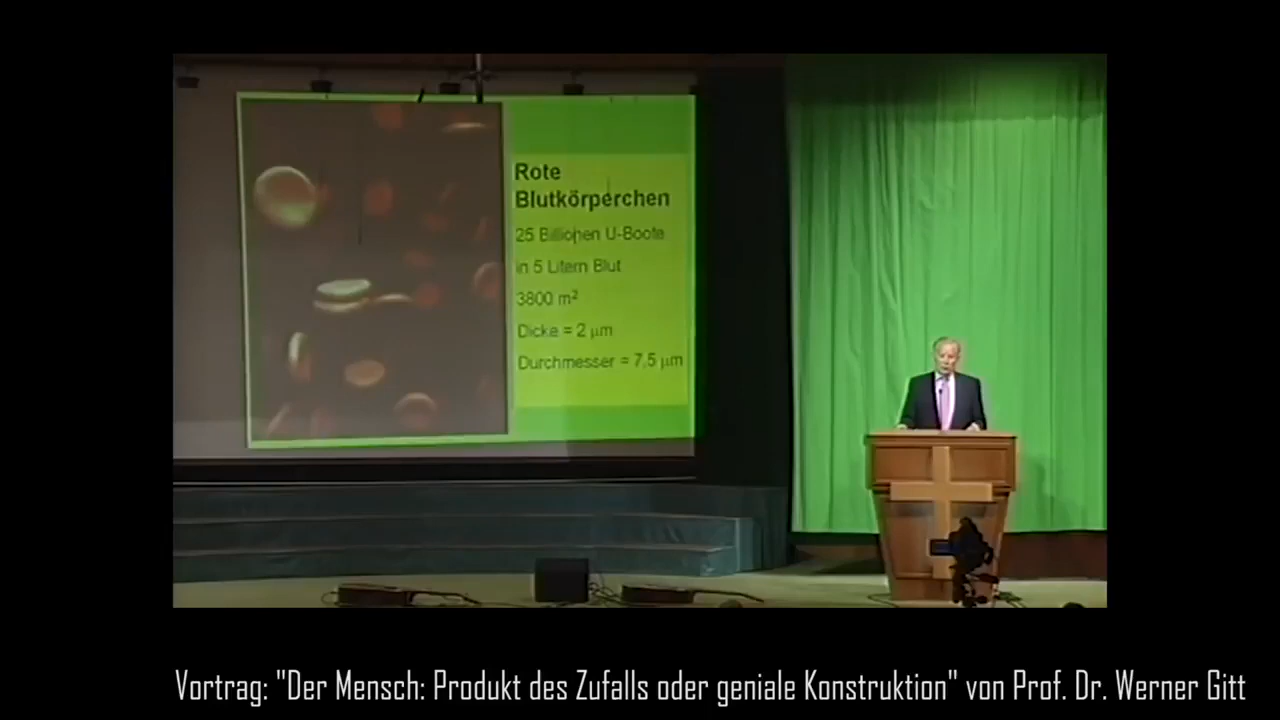 Rote
Blutkörperchen
25 Billionen U-Boote
in 5 Litern Blut
3800 m²
Dicke = 2 μm
Durchmesser = 7,5 μm
Vortrag: "Der Mensch: Produkt des Zufalls oder geniale Konstruktion" von Prof. Dr. Werner Gitt